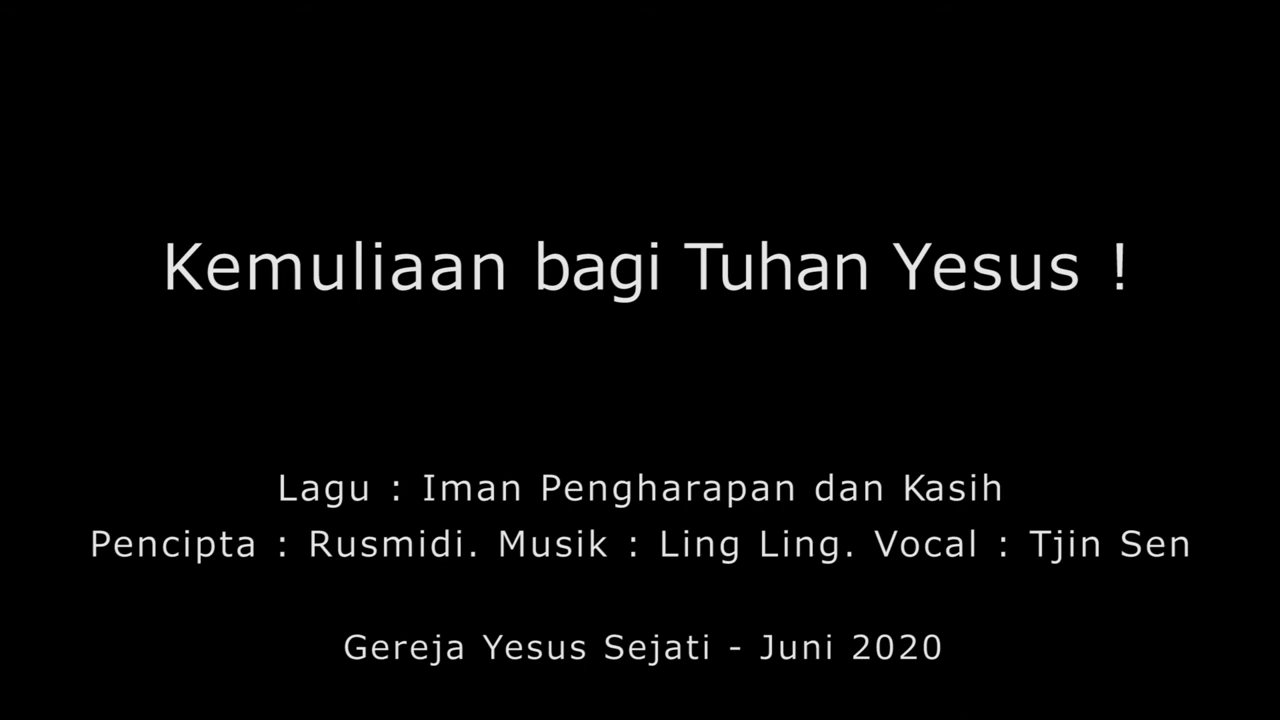 Kemuliaan bagi Tuhan Yesus !
Lagu : Iman Pengharapan dan Kasih
Pencipta : Rusmidi. Musik : Ling Ling. Vocal : Tjin Sen
Gereja Yesus Sejati - Juni 2020